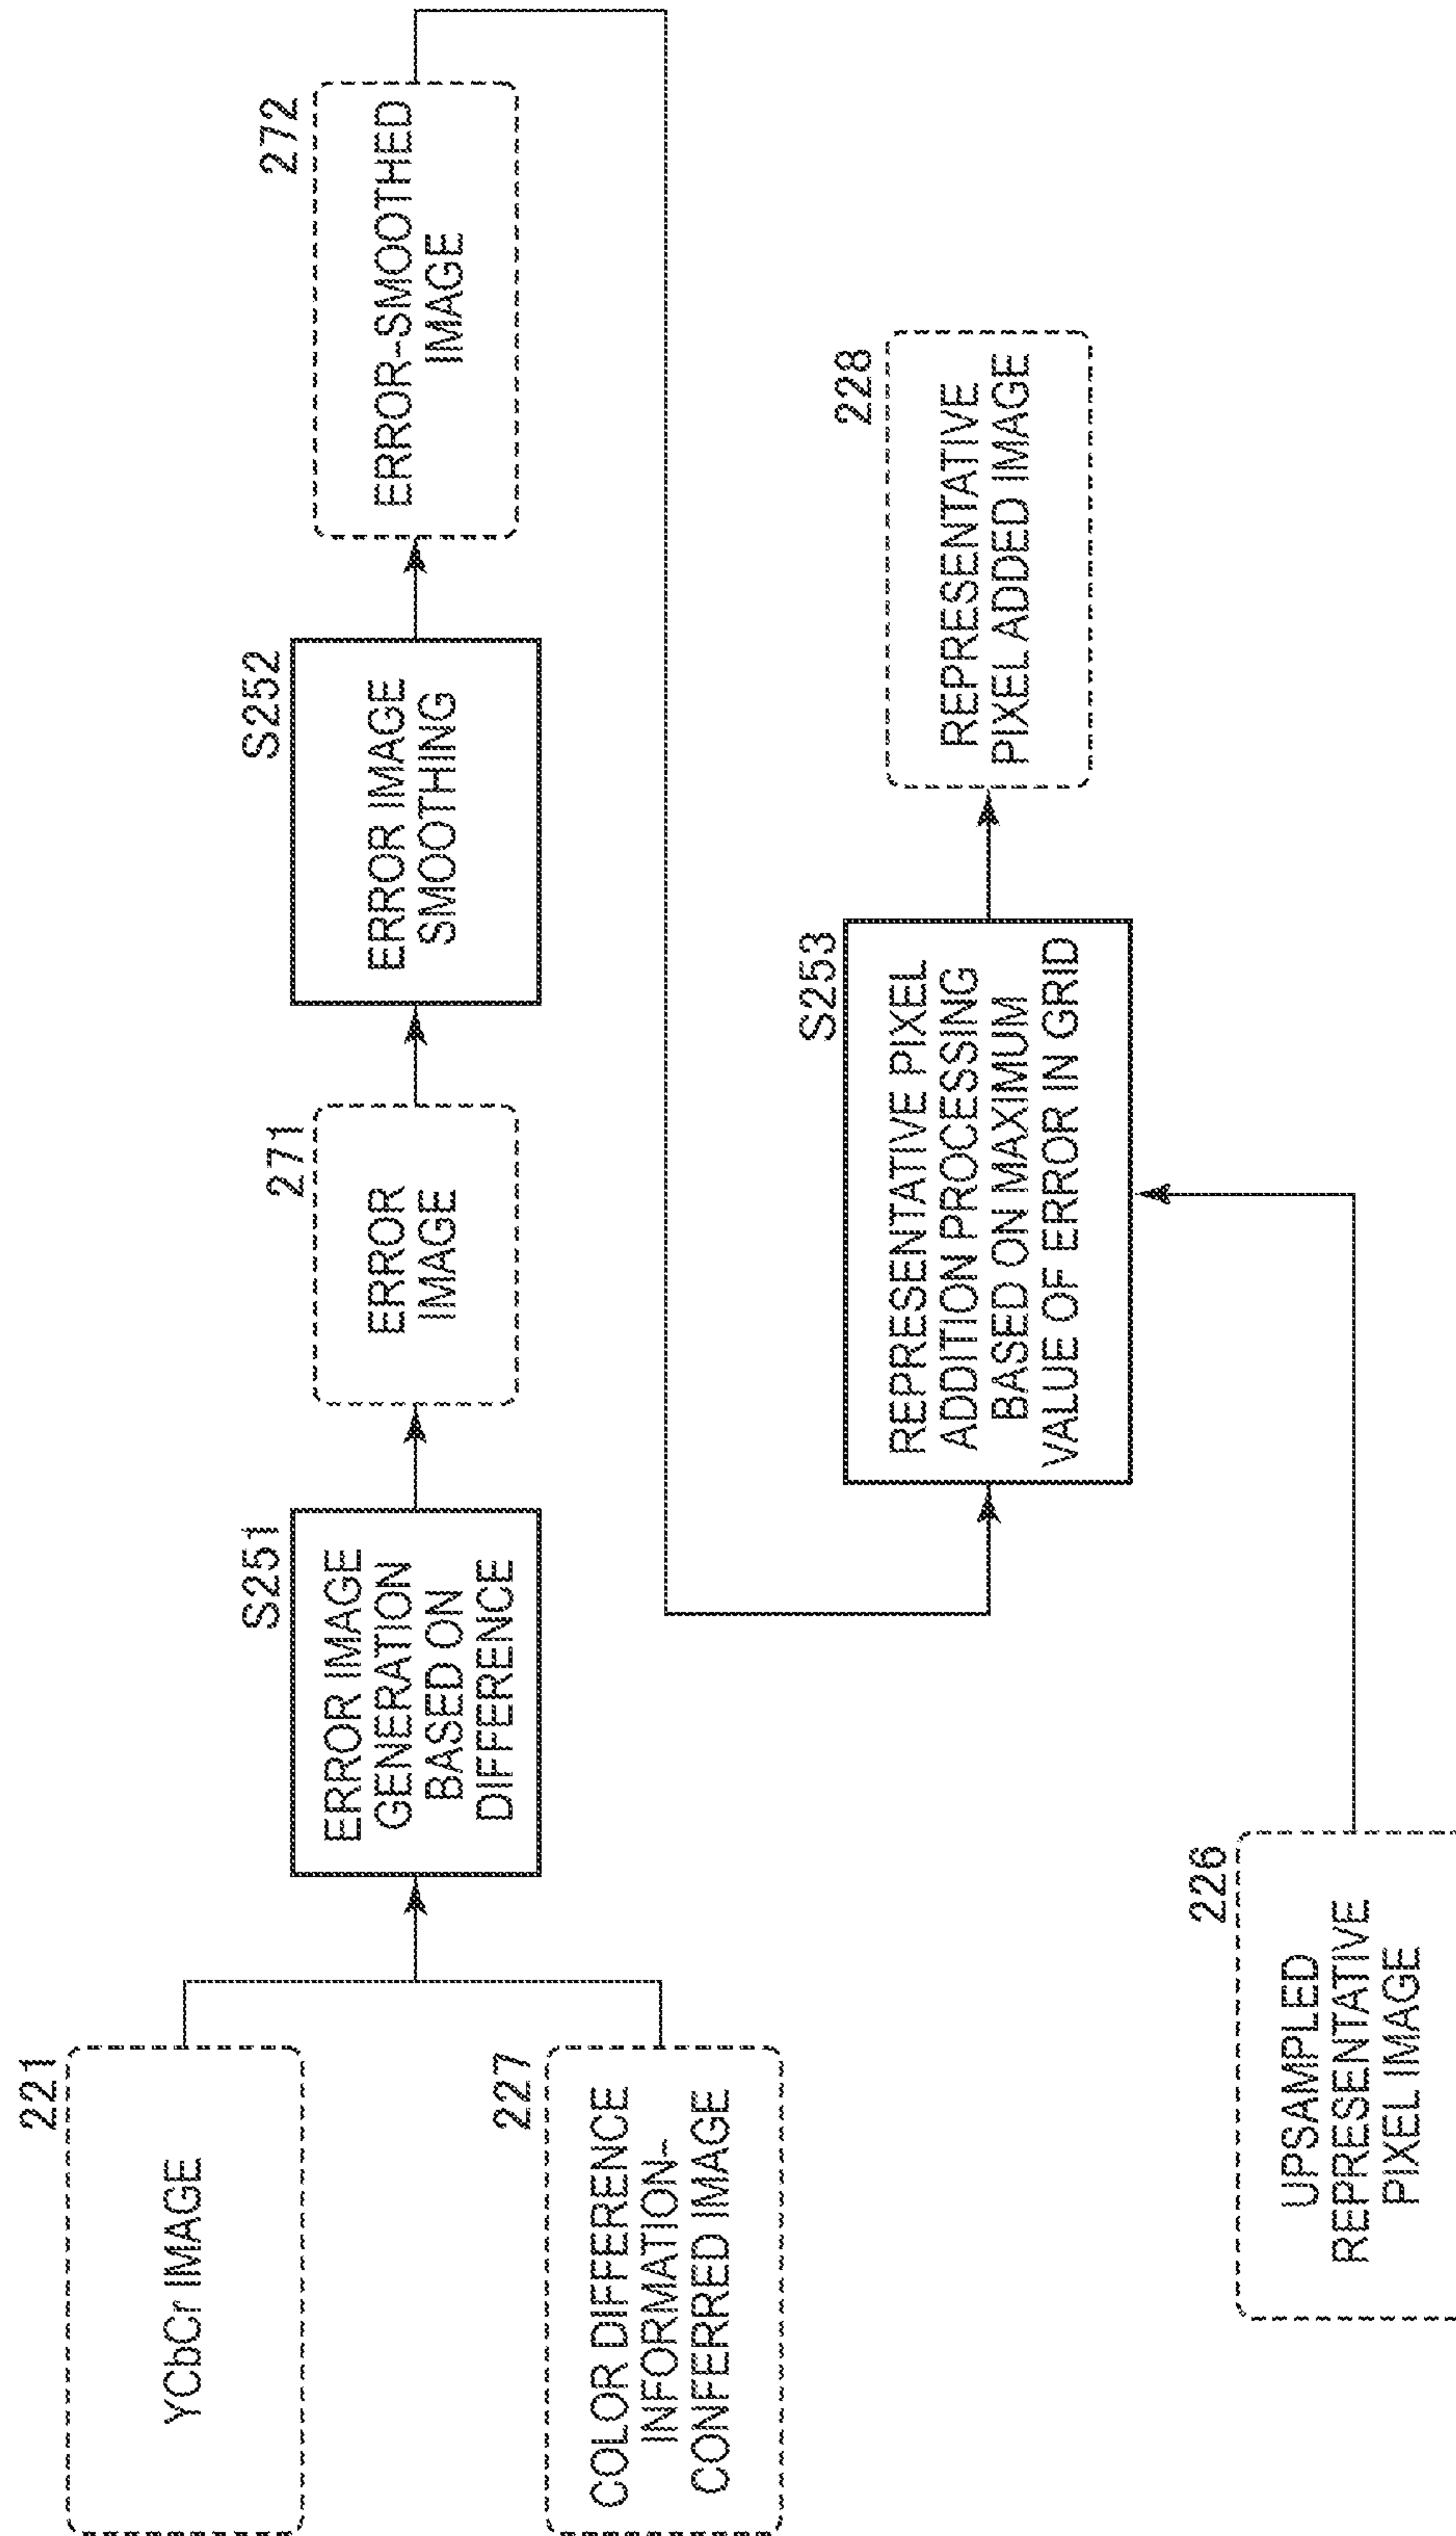 221
YCbCr IMAGE
227
COLOR DIFFERENCE
INFORMATION-
CONFERRED IMAGE
S251
ERROR IMAGE
GENERATION
BASED ON
DIFFERENCE
271
ERROR
IMAGE
S252
ERROR IMAGE
SMOOTHING
272
ERROR-SMOOTHED
IMAGE
226
UPSAMPLED
REPRESENTATIVE
PIXEL IMAGE
S253
REPRESENTATIVE PIXEL
ADDITION PROCESSING
BASED ON MAXIMUM
VALUE OF ERROR IN GRID
228
REPRESENTATIVE
PIXEL ADDED IMAGE